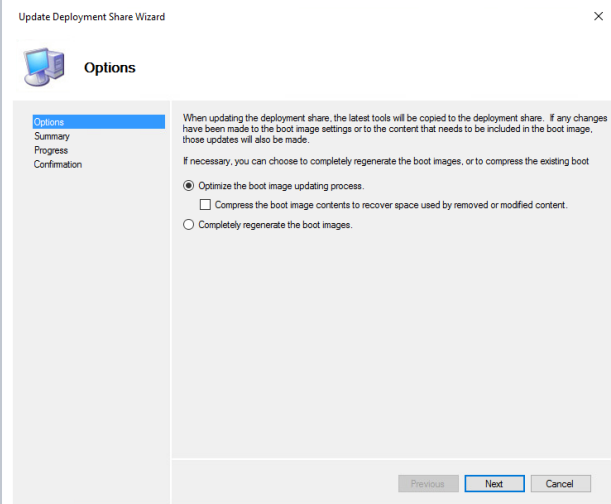 Update Deployment Share Wizard
Options
Options
Summary
Progress
Confirmation
When updating the deployment share, the latest tools will be copied to the deployment share.  If any changes
have been made to the boot image settings or to the content that needs to be included in the boot image,
those updates will also be made.
If necessary, you can choose to completely regenerate the boot images, or to compress the existing boot
Optimize the boot image updating process.
Compress the boot image contents to recover space used by removed or modified content.
Completely regenerate the boot images.
Previous
Next
Cancel